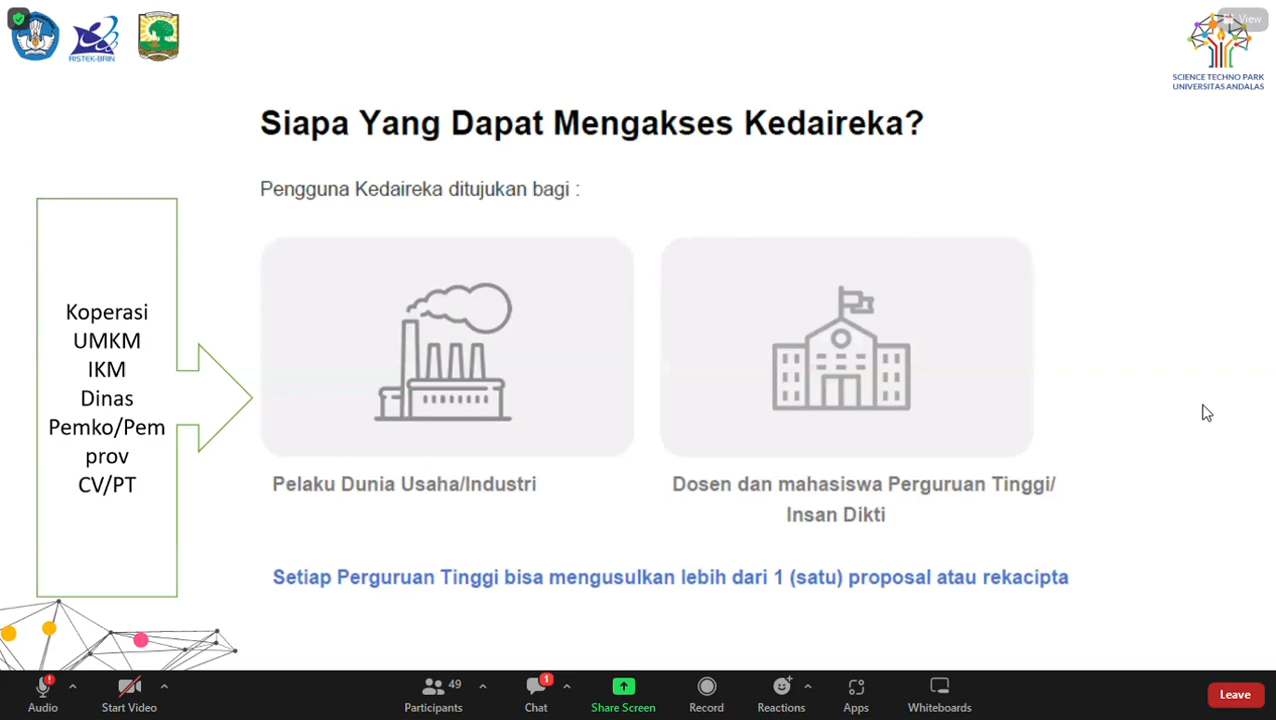 RISTEK-BRIN
View
SCIENCE TECHNO PARK
UNIVERSITAS ANDALAS
Siapa Yang Dapat Mengakses Kedaireka?
Pengguna Kedaireka ditujukan bagi :
Koperasi
UMKM
IKM
Dinas
Pemko/Pem
prov
CV/PT
Pelaku Dunia Usaha/Industri
Dosen dan mahasiswa Perguruan Tinggi/
Insan Dikti
Setiap Perguruan Tinggi bisa mengusulkan lebih dari 1 (satu) proposal atau rekacipta
Audio
Start Video
49
Participants
1
Chat
Share Screen
Record
Reactions
Apps
Whiteboards
Leave